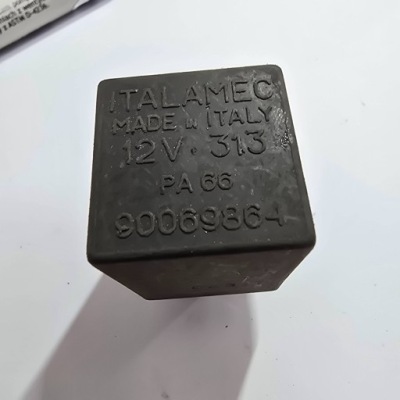 ITALAMEC
MADE IN ITALY
12V · 313
PA 66
90069864